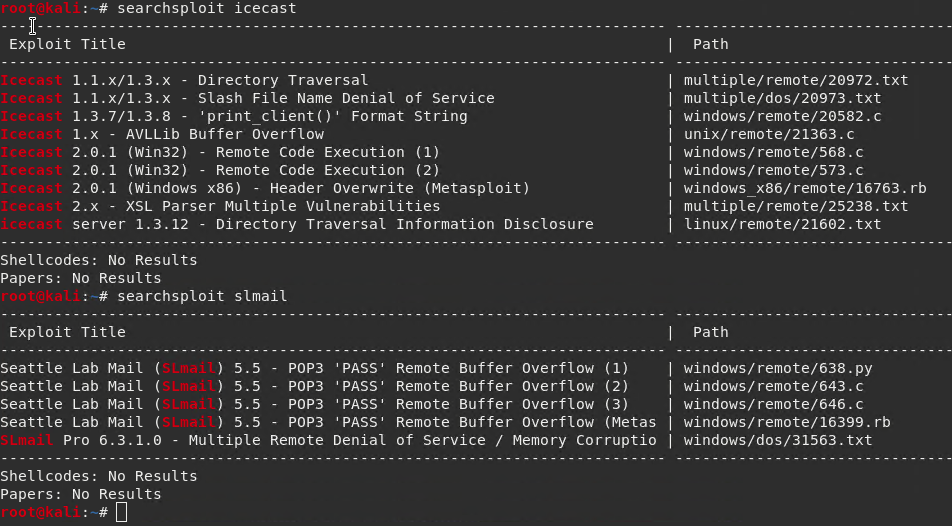 root@kali:~# searchsploit icecast
--------------------------------------------------------------------------- ---------------------------------
 Exploit Title                                                             |  Path
--------------------------------------------------------------------------- ---------------------------------
Icecast 1.1.x/1.3.x - Directory Traversal                                  | multiple/remote/20972.txt
Icecast 1.1.x/1.3.x - Slash File Name Denial of Service                    | multiple/dos/20973.txt
Icecast 1.3.7/1.3.8 - 'print_client()' Format String                       | windows/remote/20582.c
Icecast 1.x - AVLLib Buffer Overflow                                       | unix/remote/21363.c
Icecast 2.0.1 (Win32) - Remote Code Execution (1)                          | windows/remote/568.c
Icecast 2.0.1 (Win32) - Remote Code Execution (2)                          | windows/remote/573.c
Icecast 2.0.1 (Windows x86) - Header Overwrite (Metasploit)                | windows_x86/remote/16763.rb
Icecast 2.x - XSL Parser Multiple Vulnerabilities                          | multiple/remote/25238.txt
icecast server 1.3.12 - Directory Traversal Information Disclosure         | linux/remote/21602.txt
--------------------------------------------------------------------------- ---------------------------------
Shellcodes: No Results
Papers: No Results
root@kali:~# searchsploit slmail
--------------------------------------------------------------------------- ---------------------------------
 Exploit Title                                                             |  Path
--------------------------------------------------------------------------- ---------------------------------
Seattle Lab Mail (SLmail) 5.5 - POP3 'PASS' Remote Buffer Overflow (1)     | windows/remote/638.py
Seattle Lab Mail (SLmail) 5.5 - POP3 'PASS' Remote Buffer Overflow (2)     | windows/remote/643.c
Seattle Lab Mail (SLmail) 5.5 - POP3 'PASS' Remote Buffer Overflow (3)     | windows/remote/646.c
Seattle Lab Mail (SLmail) 5.5 - POP3 'PASS' Remote Buffer Overflow (Metas  | windows/remote/16399.rb
SLmail Pro 6.3.1.0 - Multiple Remote Denial of Service / Memory Corruptio  | windows/dos/31563.txt
--------------------------------------------------------------------------- ---------------------------------
Shellcodes: No Results
Papers: No Results
root@kali:~#